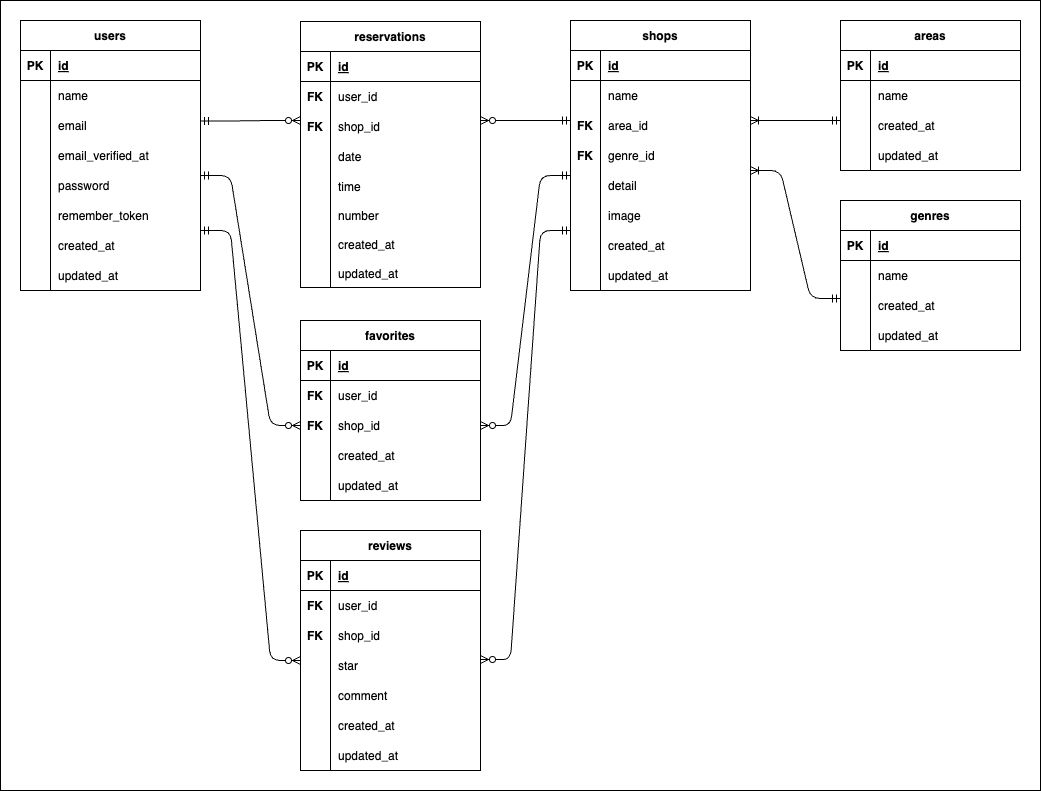 users
PK id
name
email
email_verified_at
password
remember_token
created_at
updated_at
reservations
PK id
FK user_id
FK shop_id
date
time
number
created_at
updated_at
shops
PK id
name
FK area_id
FK genre_id
detail
image
created_at
updated_at
areas
PK id
name
created_at
updated_at
genres
PK id
name
created_at
updated_at
favorites
PK id
FK user_id
FK shop_id
created_at
updated_at
reviews
PK id
FK user_id
FK shop_id
star
comment
created_at
updated_at